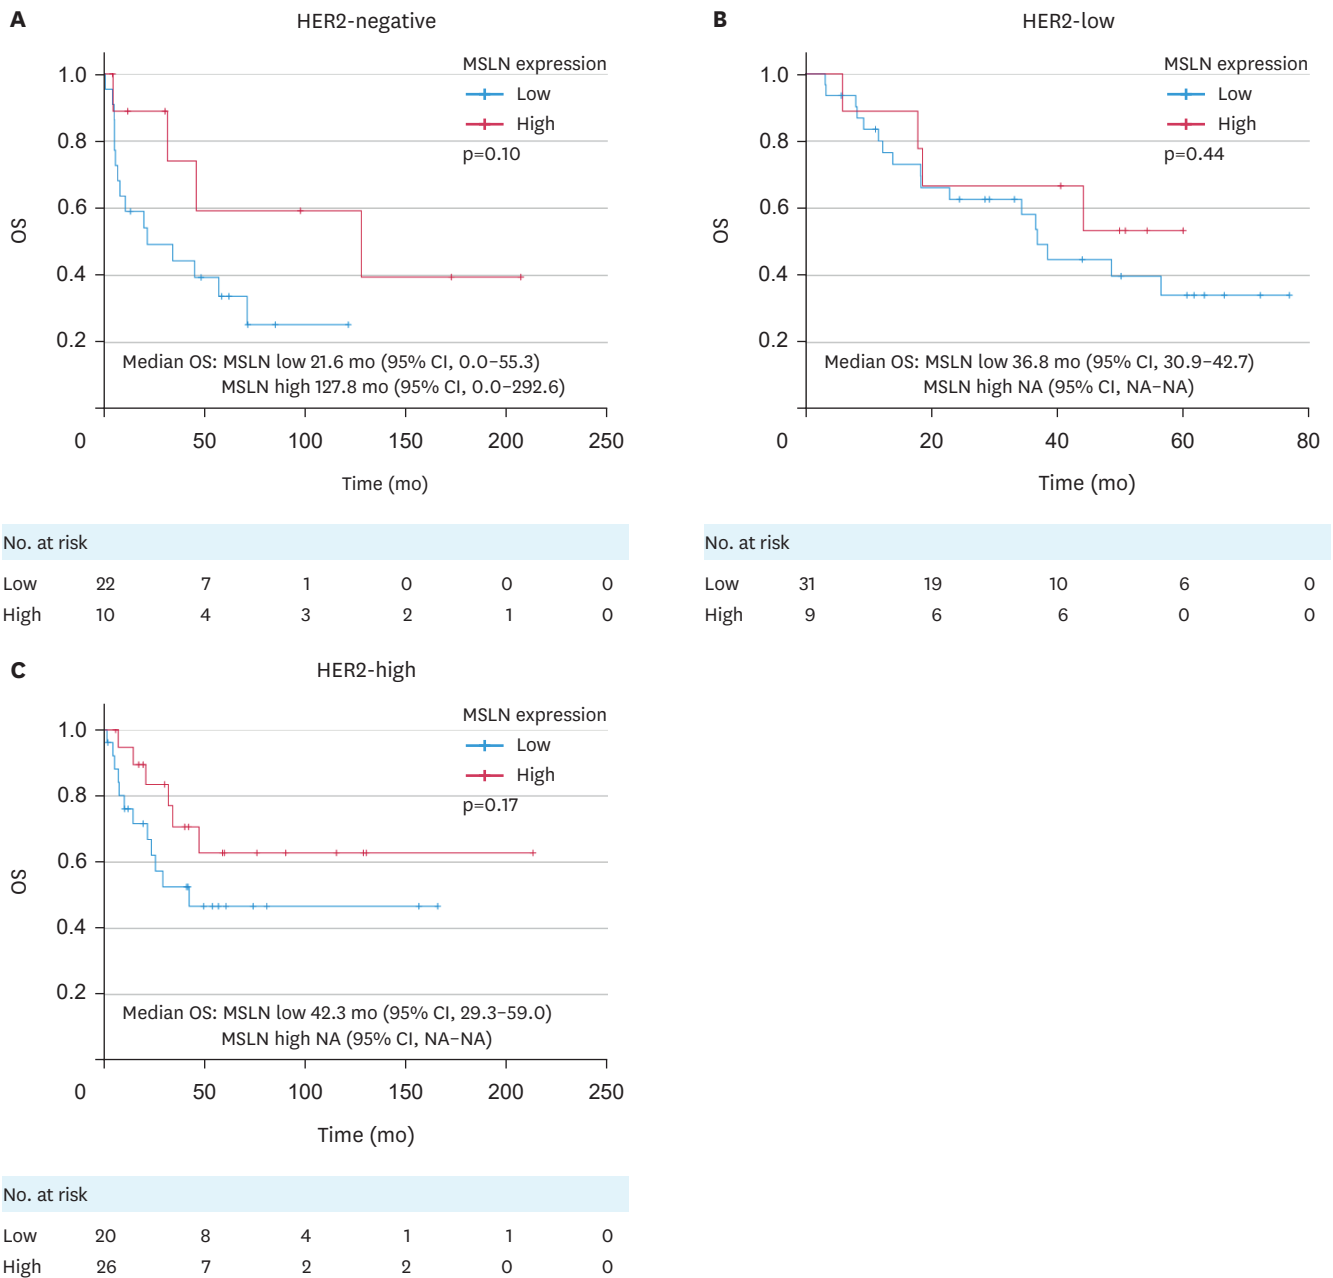 A
HER2-negative
MSLN expression
Low
High
p=0.10
1.0
0.8
0.6
0.4
0.2
OS
Median OS: MSLN low 21.6 mo (95% CI, 0.0–55.3)
MSLN high 127.8 mo (95% CI, 0.0–292.6)
0 50 100 150 200 250
Time (mo)
No. at risk
Low 22 7 1 0 0 0
High 10 4 3 2 1 0
B
HER2-low
MSLN expression
Low
High
p=0.44
1.0
0.8
0.6
0.4
0.2
OS
Median OS: MSLN low 36.8 mo (95% CI, 30.9–42.7)
MSLN high NA (95% CI, NA–NA)
0 20 40 60 80
Time (mo)
No. at risk
Low 31 19 10 6 0
High 9 6 6 0 0
C
HER2-high
MSLN expression
Low
High
p=0.17
1.0
0.8
0.6
0.4
0.2
OS
Median OS: MSLN low 42.3 mo (95% CI, 29.3–59.0)
MSLN high NA (95% CI, NA–NA)
0 50 100 150 200 250
Time (mo)
No. at risk
Low 20 8 4 1 1 0
High 26 7 2 2 0 0